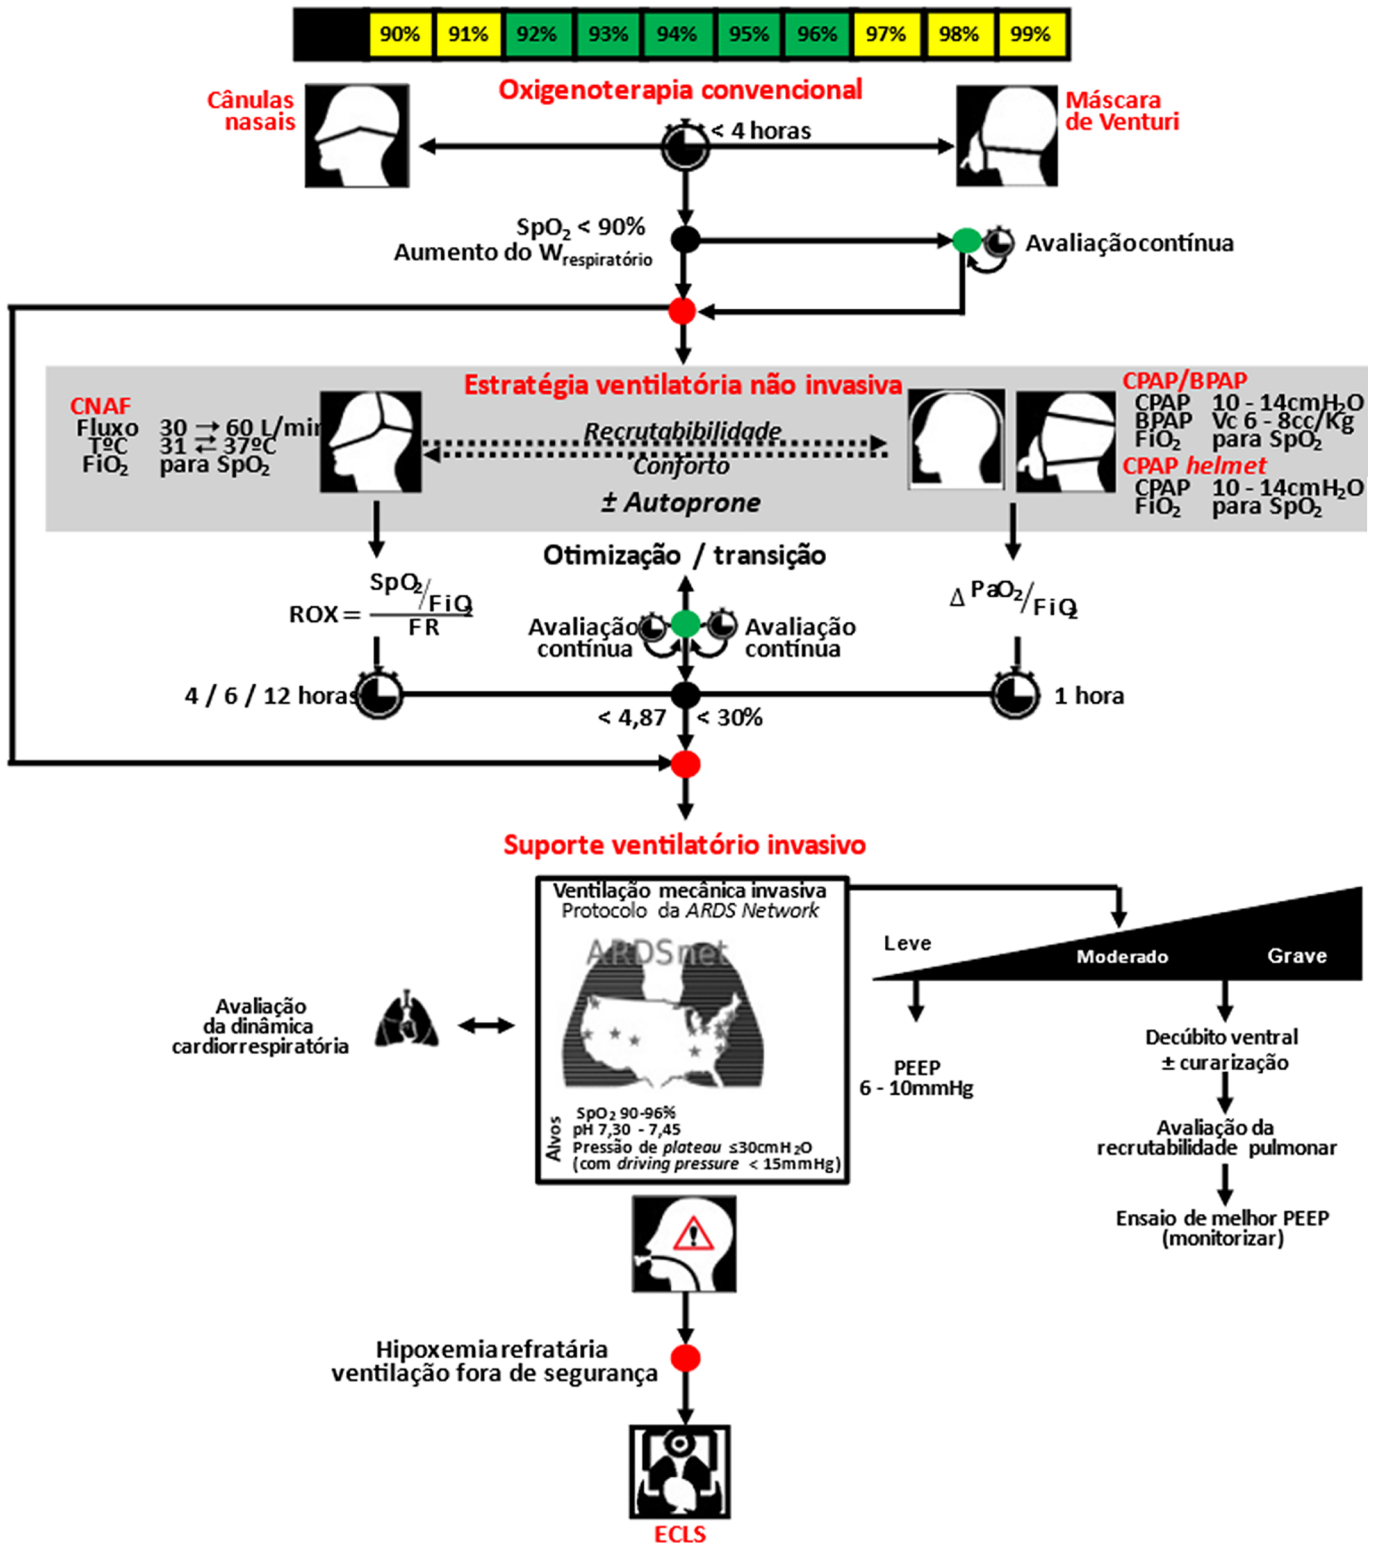 90% 91% 92% 93% 94% 95% 96% 97% 98% 99%
Oxigenoterapia convencional
Cânulas
nasais
< 4 horas
Máscara
de Venturi
SpO₂ < 90%
Aumento do Wrespiratório
Avaliação contínua
Estratégia ventilatória não invasiva
CNAF
Fluxo 30 → 60 L/min
TºC 31 ⇄ 37ºC
FiO₂ para SpO₂
Recrutabibilidade
Conforto
± Autoprone
CPAP/BPAP
CPAP 10 - 14cmH₂O
BPAP Vc 6 - 8cc/Kg
FiO₂ para SpO₂
CPAP helmet
CPAP 10 - 14cmH₂O
FiO₂ para SpO₂
Otimização / transição
ROX = SpO₂/FiO₂
FR
Avaliação
contínua
Avaliação
contínua
Δ PaO₂/FiO₂
4 / 6 / 12 horas
< 4,87
< 30%
1 hora
Suporte ventilatório invasivo
Ventilação mecânica invasiva
Protocolo da ARDS Network
ARDSnet
Alvos
SpO₂ 90-96%
pH 7,30 - 7,45
Pressão de plateau ≤30cmH₂O
(com driving pressure < 15mmHg)
Avaliação
da dinâmica
cardiorrespiratória
Leve
Moderado
Grave
PEEP
6 - 10mmHg
Decúbito ventral
± curarização
Avaliação da
recrutabilidade pulmonar
Ensaio de melhor PEEP
(monitorizar)
!
Hipoxemia refratária
ventilação fora de segurança
ECLS